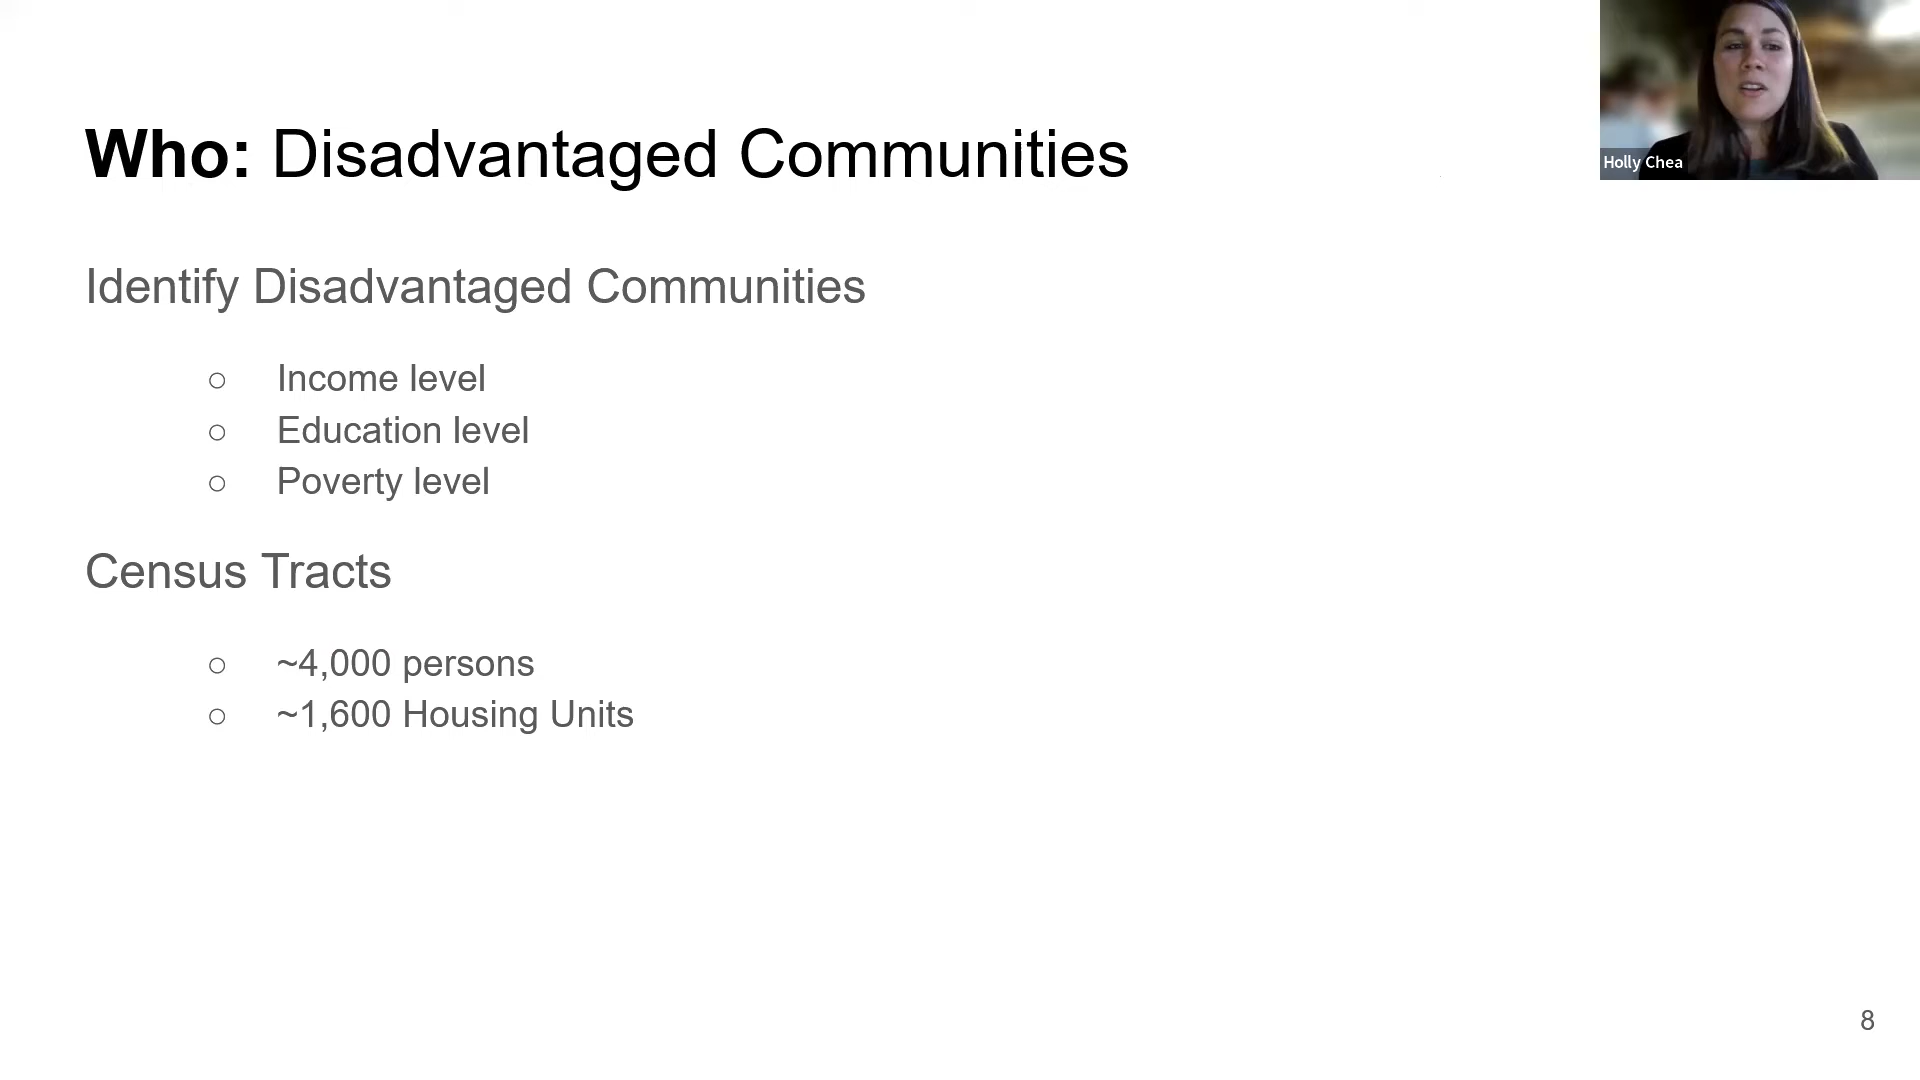 Who: Disadvantaged Communities
Holly Chea
Identify Disadvantaged Communities
○ Income level
○ Education level
○ Poverty level
Census Tracts
○ ~4,000 persons
○ ~1,600 Housing Units
8